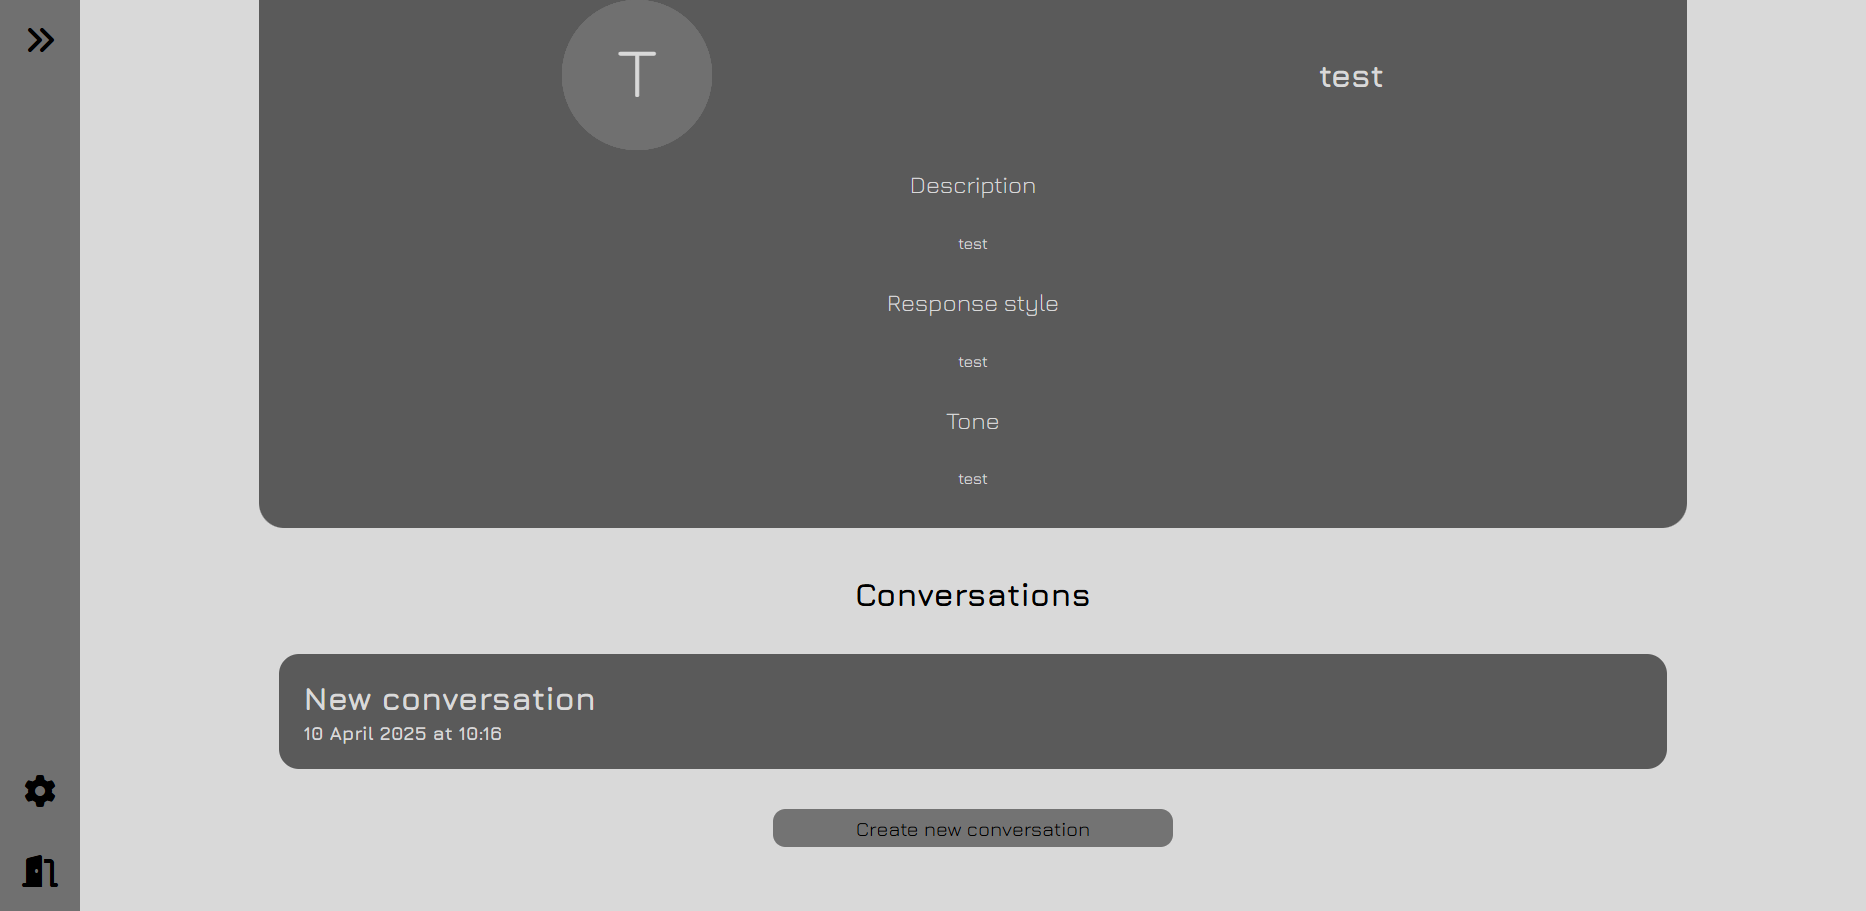 T
test
Description
test
Response style
test
Tone
test
Conversations
New conversation
10 April 2025 at 10:16
Create new conversation